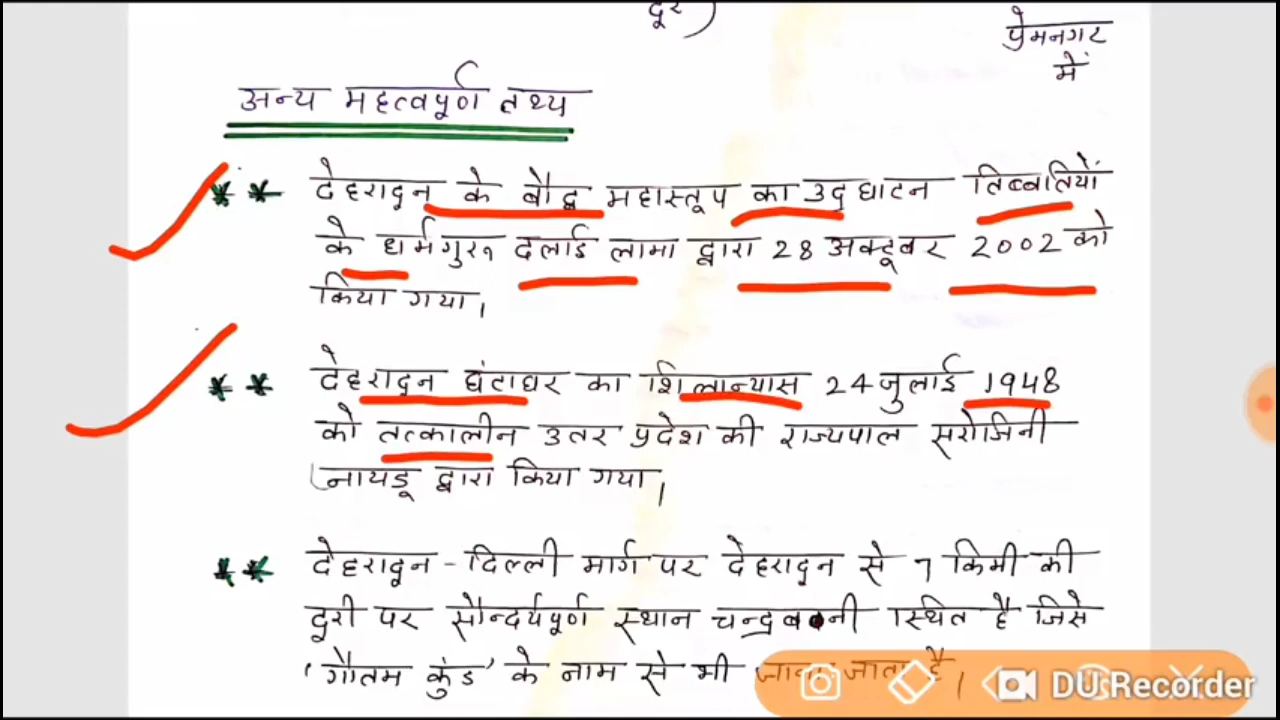 दूर)
प्रेमनगर
में
अन्य महत्वपूर्ण तथ्य
** देहरादून के बौद्ध महास्तूप का उद्घाटन तिब्बतियों
के धर्मगुरु दलाई लामा द्वारा 28 अक्टूबर 2002 को
किया गया।
** देहरादून घंटाघर का शिलान्यास 24 जुलाई 1948
को तत्कालीन उतर प्रदेश की राज्यपाल सरोजिनी
नायडू द्वारा किया गया।
** देहरादून - दिल्ली मार्ग पर देहरादून से 7 किमी की
दूरी पर सौन्दर्यपूर्ण स्थान चन्द्रबनी स्थित है जिसे
'गौतम कुंड' के नाम से भी जाना जाता है।
DU Recorder